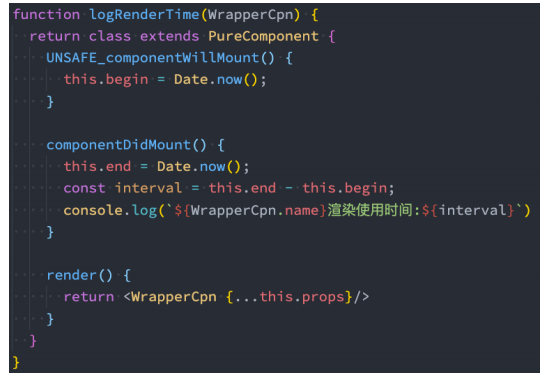 function logRenderTime(WrapperCpn) {
  return class extends PureComponent {
    UNSAFE_componentWillMount() {
      this.begin = Date.now();
    }

    componentDidMount() {
      this.end = Date.now();
      const interval = this.end - this.begin;
      console.log(`${WrapperCpn.name}渲染使用时间:${interval}`)
    }

    render() {
      return <WrapperCpn {...this.props}/>
    }
  }
}